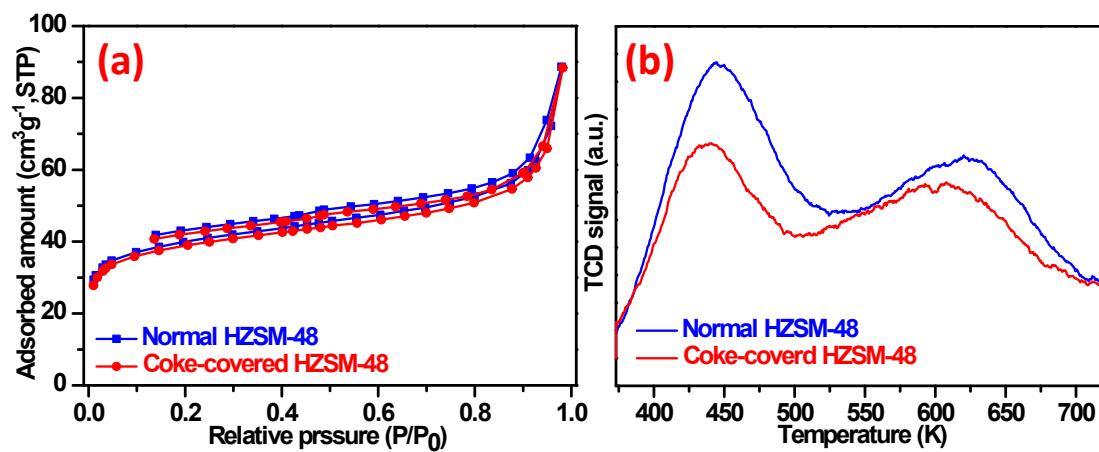 (a)
Adsorbed amount (cm³g⁻¹,STP)
100
80
60
40
20
0
Normal HZSM-48
Coke-covered HZSM-48
0.0 0.2 0.4 0.6 0.8 1.0
Relative prssure (P/P₀)
(b)
TCD signal (a.u.)
Normal HZSM-48
Coke-coverd HZSM-48
400 450 500 550 600 650 700
Temperature (K)